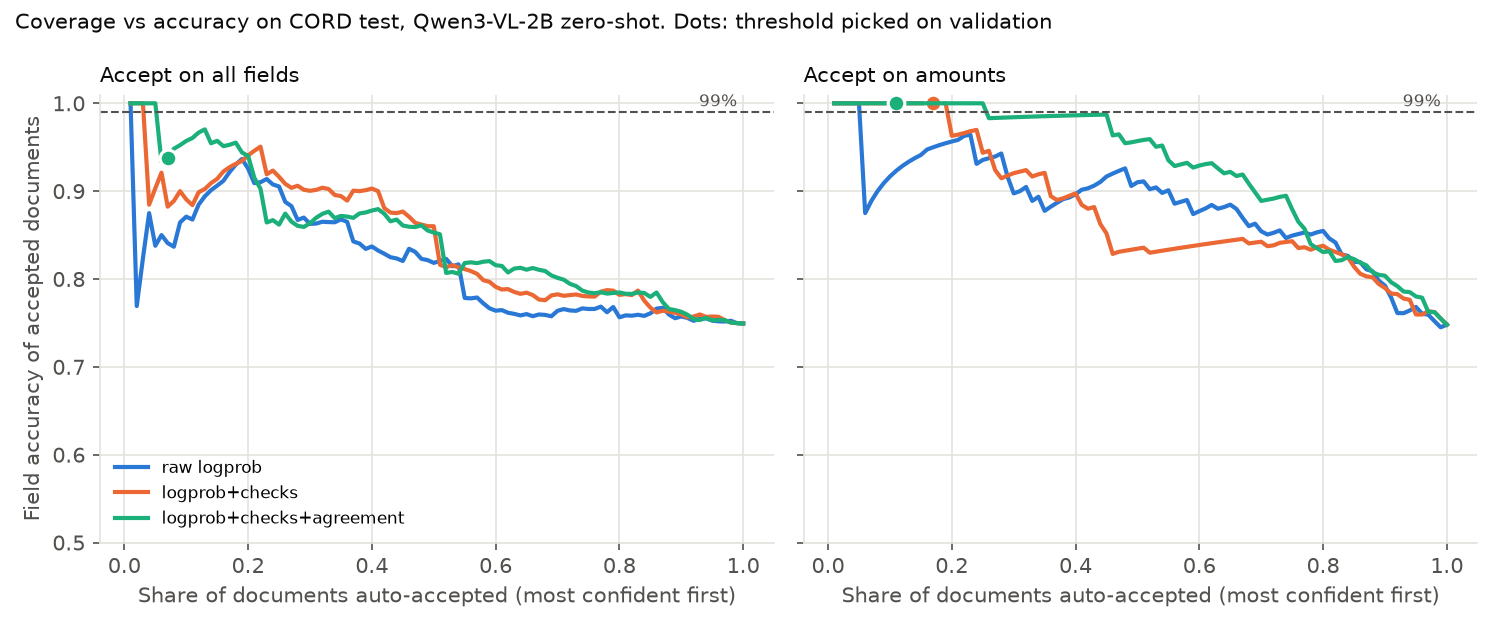 Coverage vs accuracy on CORD test, Qwen3-VL-2B zero-shot. Dots: threshold picked on validation
Accept on all fields
Accept on amounts
99%
99%
Field accuracy of accepted documents
1.0
0.9
0.8
0.7
0.6
0.5
raw logprob
logprob+checks
logprob+checks+agreement
0.0 0.2 0.4 0.6 0.8 1.0
0.0 0.2 0.4 0.6 0.8 1.0
Share of documents auto-accepted (most confident first)
Share of documents auto-accepted (most confident first)